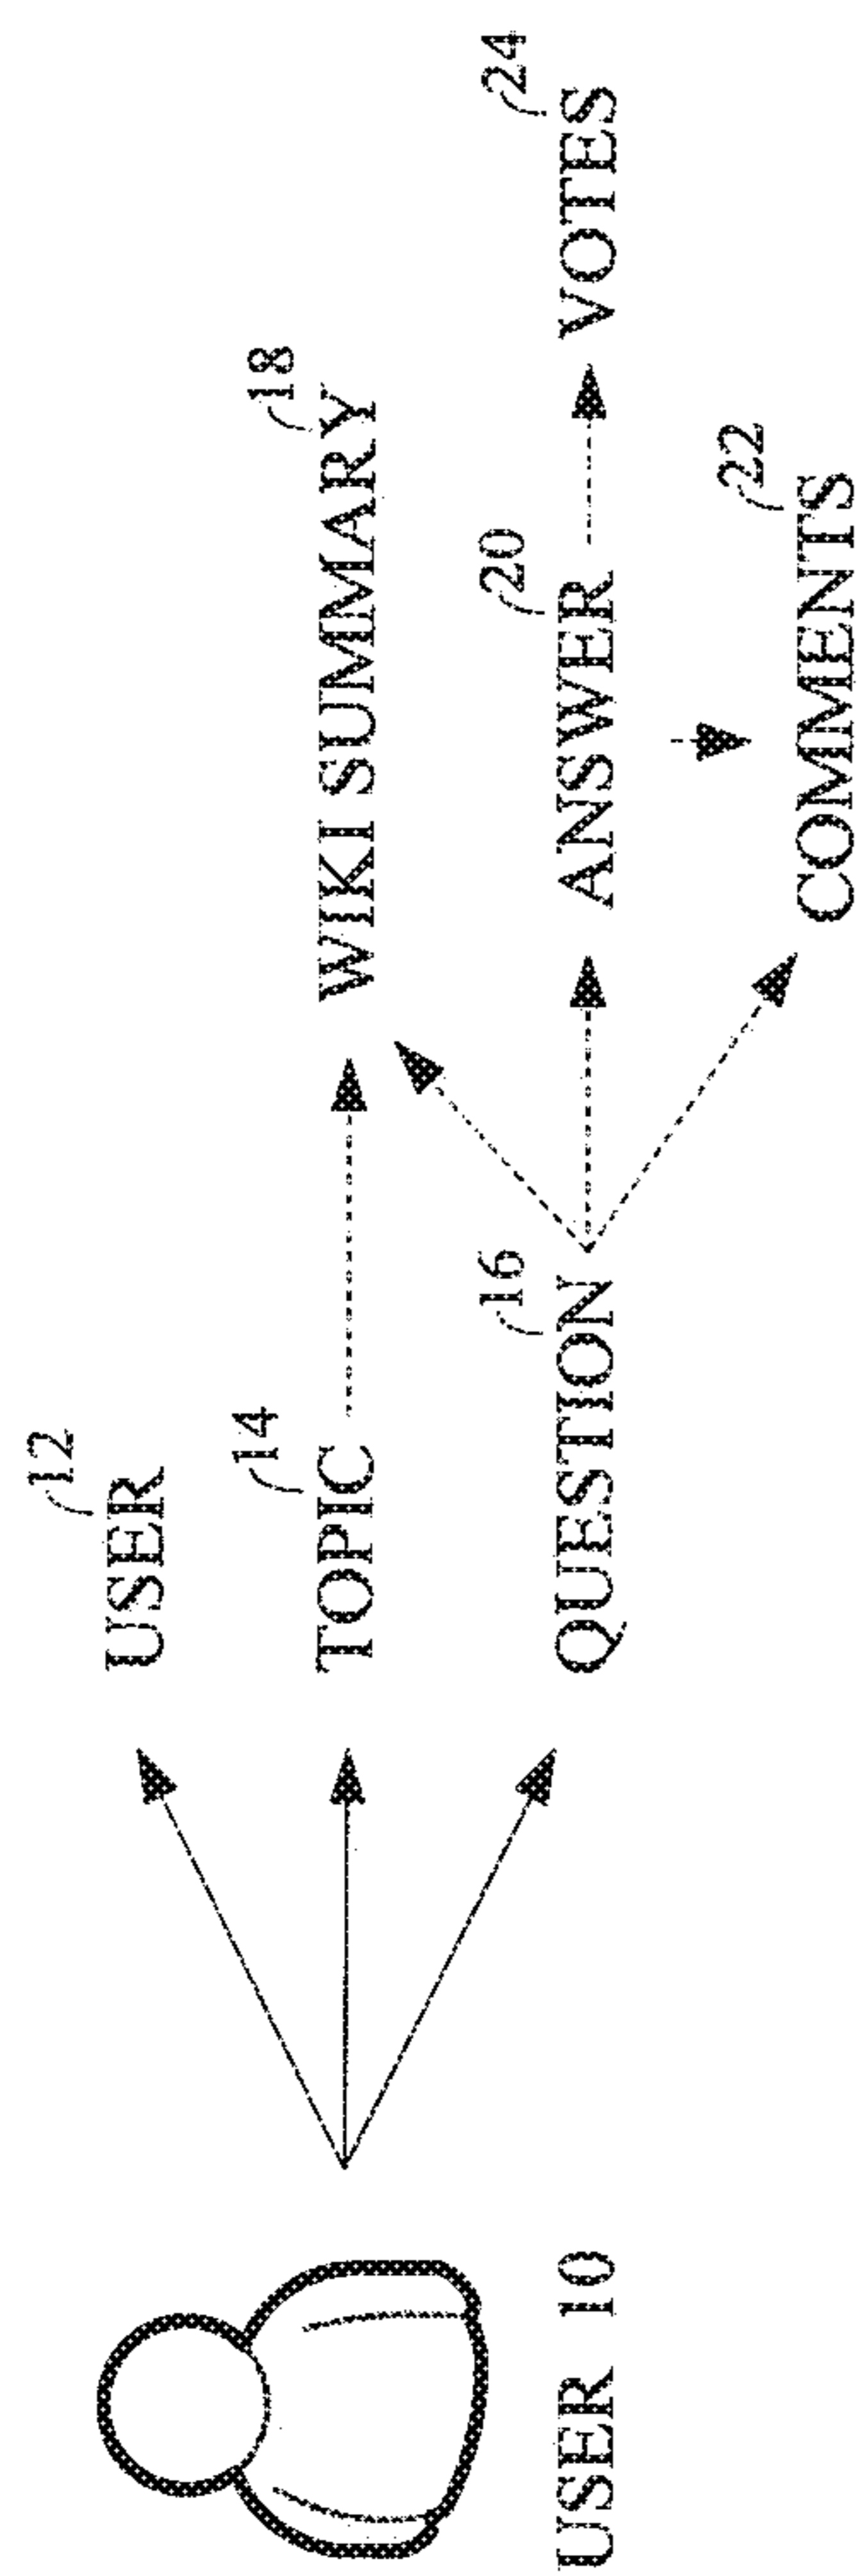 12
USER
14
TOPIC
18
WIKI SUMMARY
16
QUESTION
20
ANSWER
24
VOTES
22
COMMENTS
USER 10